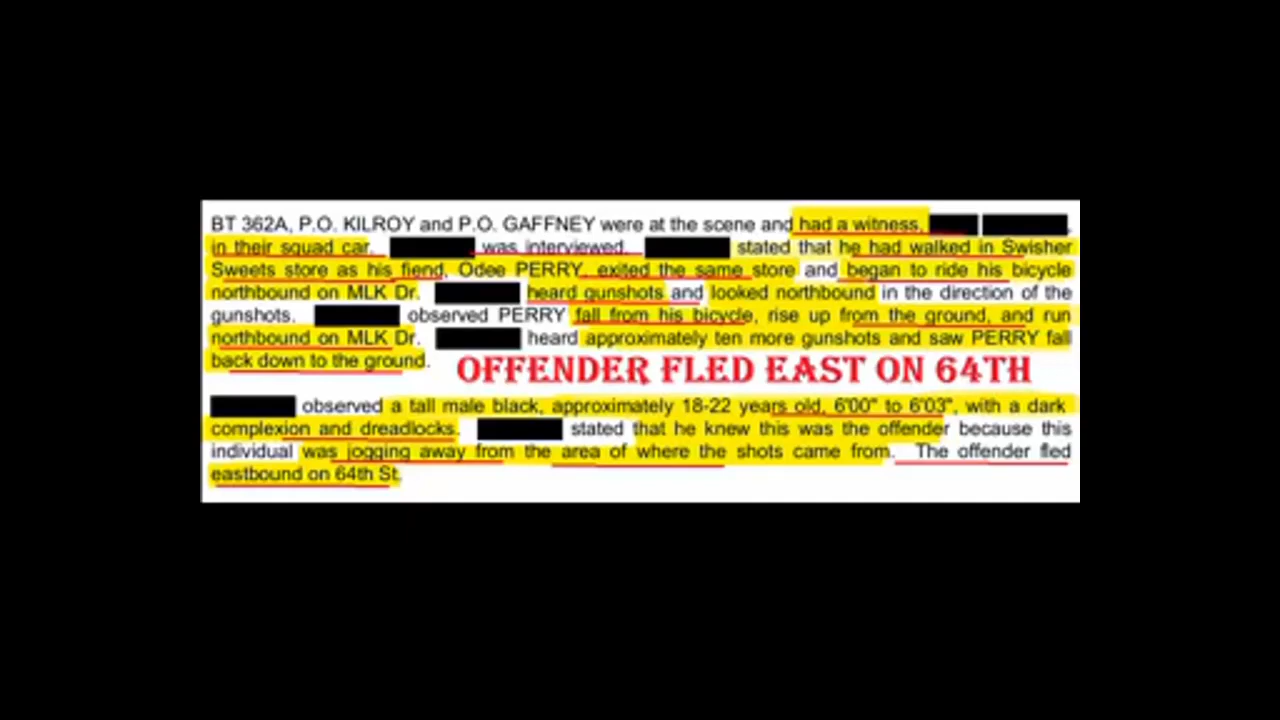 BT 362A, P.O. KILROY and P.O. GAFFNEY were at the scene and had a witness, ,
in their squad car. was interviewed. stated that he had walked in Swisher
Sweets store as his fiend, Odee PERRY, exited the same store and began to ride his bicycle
northbound on MLK Dr. heard gunshots and looked northbound in the direction of the
gunshots. observed PERRY fall from his bicycle, rise up from the ground, and run
northbound on MLK Dr. heard approximately ten more gunshots and saw PERRY fall
back down to the ground.
OFFENDER FLED EAST ON 64TH
observed a tall male black, approximately 18-22 years old, 6'00" to 6'03", with a dark
complexion and dreadlocks. stated that he knew this was the offender because this
individual was jogging away from the area of where the shots came from. The offender fled
eastbound on 64th St.